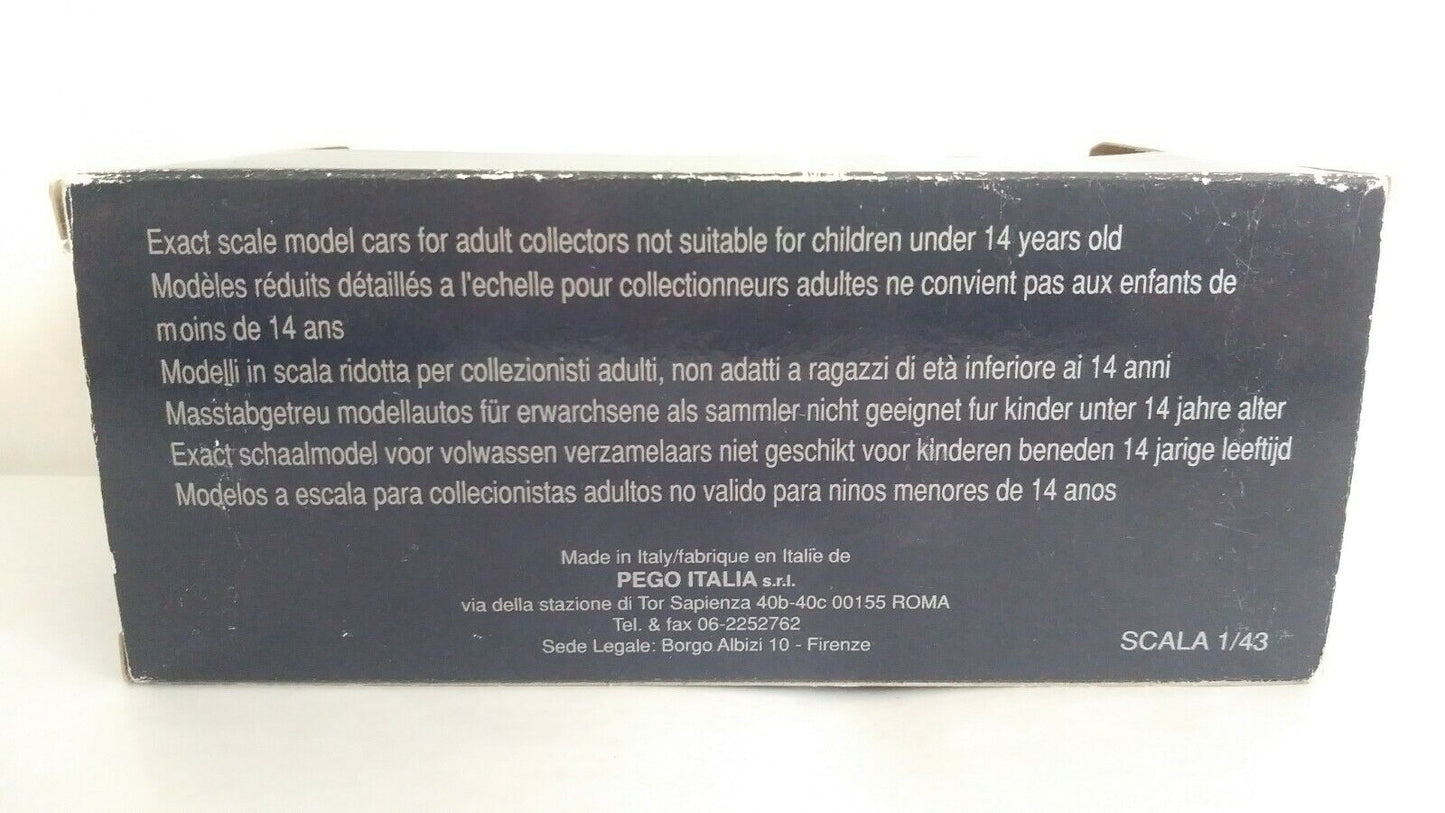 Exact scale model cars for adult collectors not suitable for children under 14 years old
Modèles réduits détaillés a l'echelle pour collectionneurs adultes ne convient pas aux enfants de
moins de 14 ans
Modelli in scala ridotta per collezionisti adulti, non adatti a ragazzi di età inferiore ai 14 anni
Masstabgetreu modellautos für erwarchsene als sammler nicht geeignet fur kinder unter 14 jahre alter
Exact schaalmodel voor volwassen verzamelaars niet geschikt voor kinderen beneden 14 jarige leeftijd
Modelos a escala para collecionistas adultos no valido para ninos menores de 14 anos
Made in Italy/fabrique en Italie de
PEGO ITALIA s.r.l.
via della stazione di Tor Sapienza 40b-40c 00155 ROMA
Tel. & fax 06-2252762
Sede Legale: Borgo Albizi 10 - Firenze
SCALA 1/43